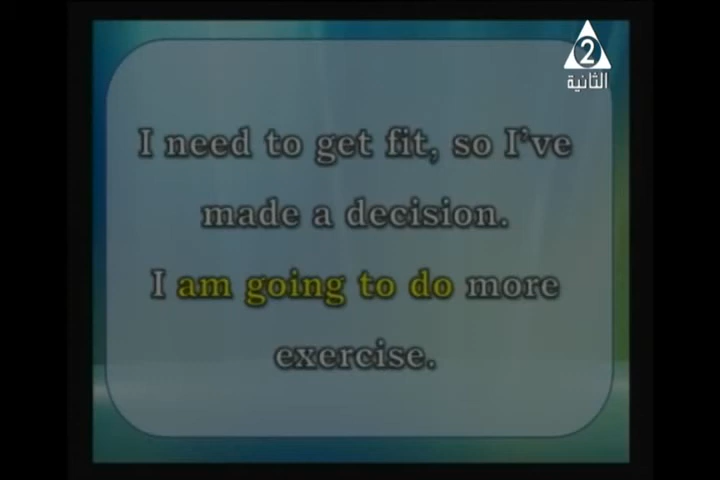 2
الثانية
I need to get fit, so I've
made a decision.
I am going to do more
exercise.